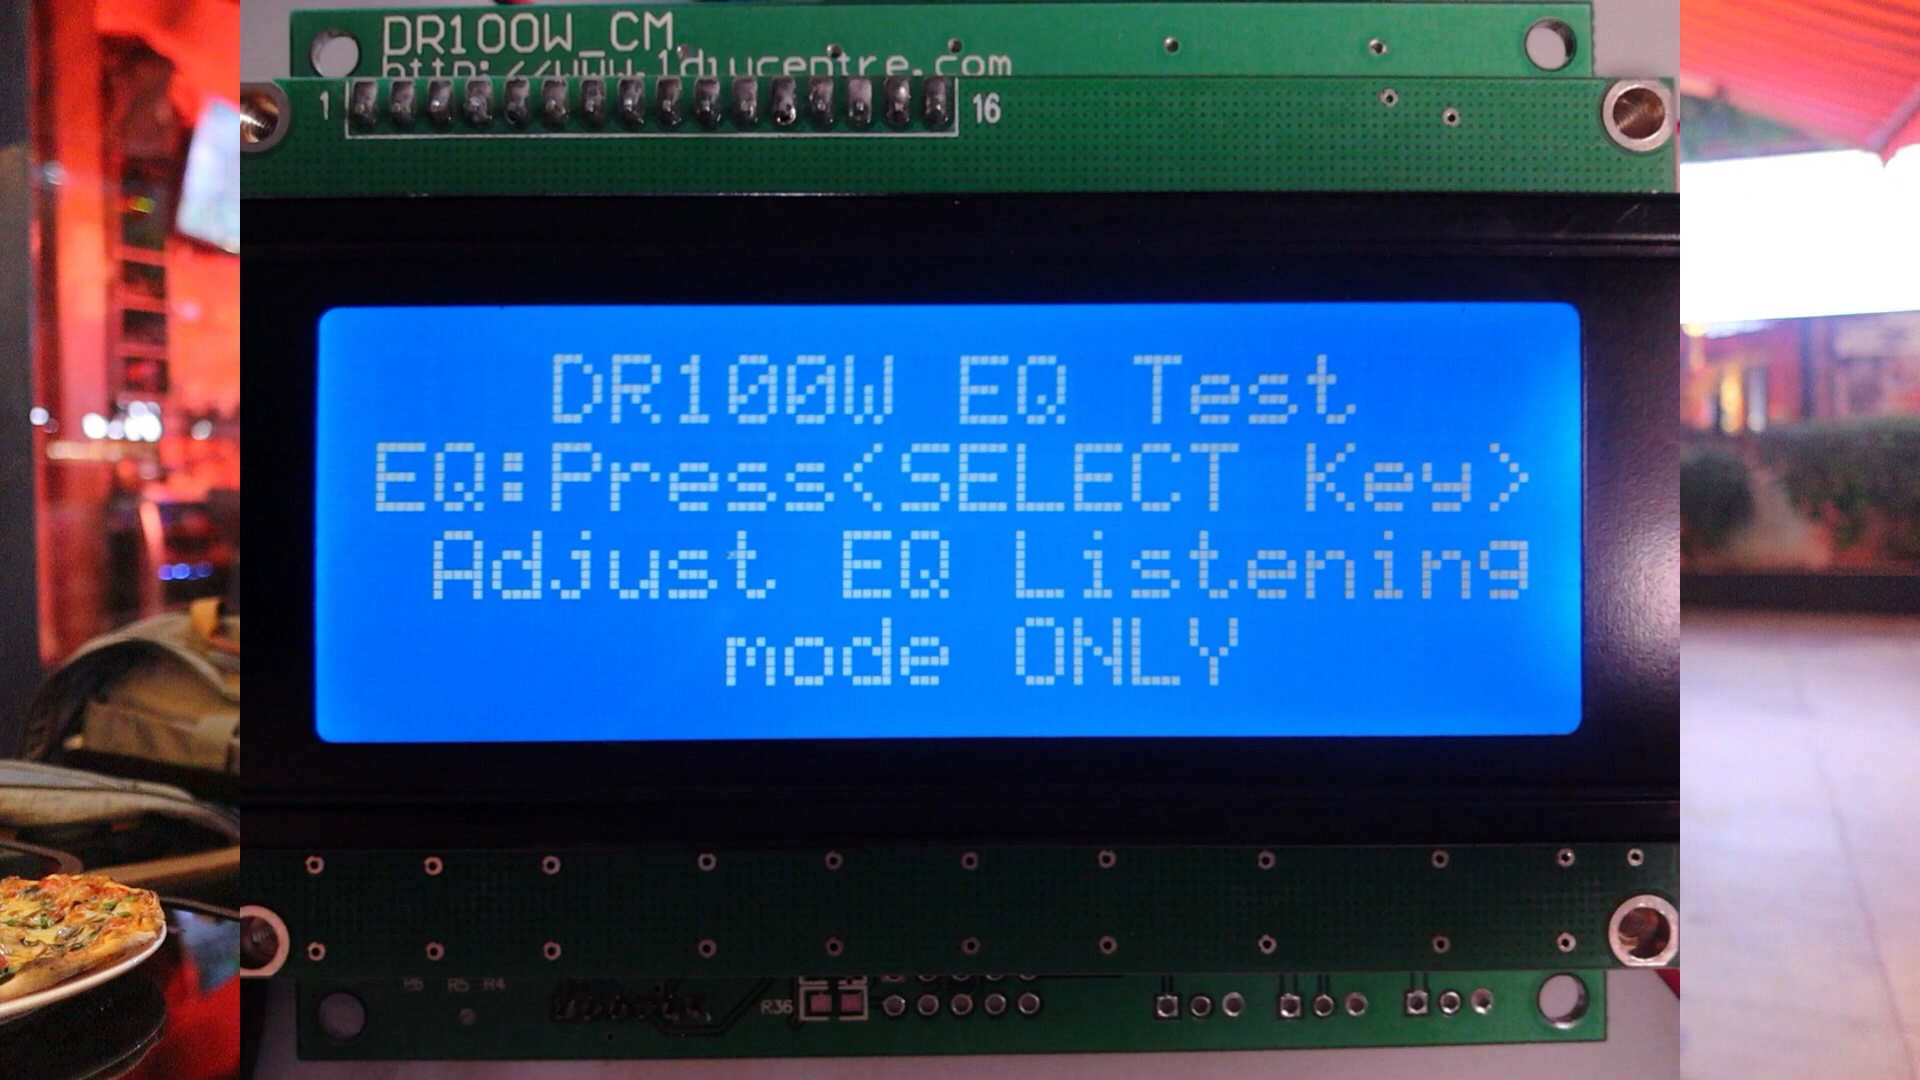 DR100W_CM
http://www.1diycentre.com
1 16
DR100W EQ Test
EQ:Press<SELECT Key>
Adjust EQ Listening
mode ONLY
R6 R5 R4
R36